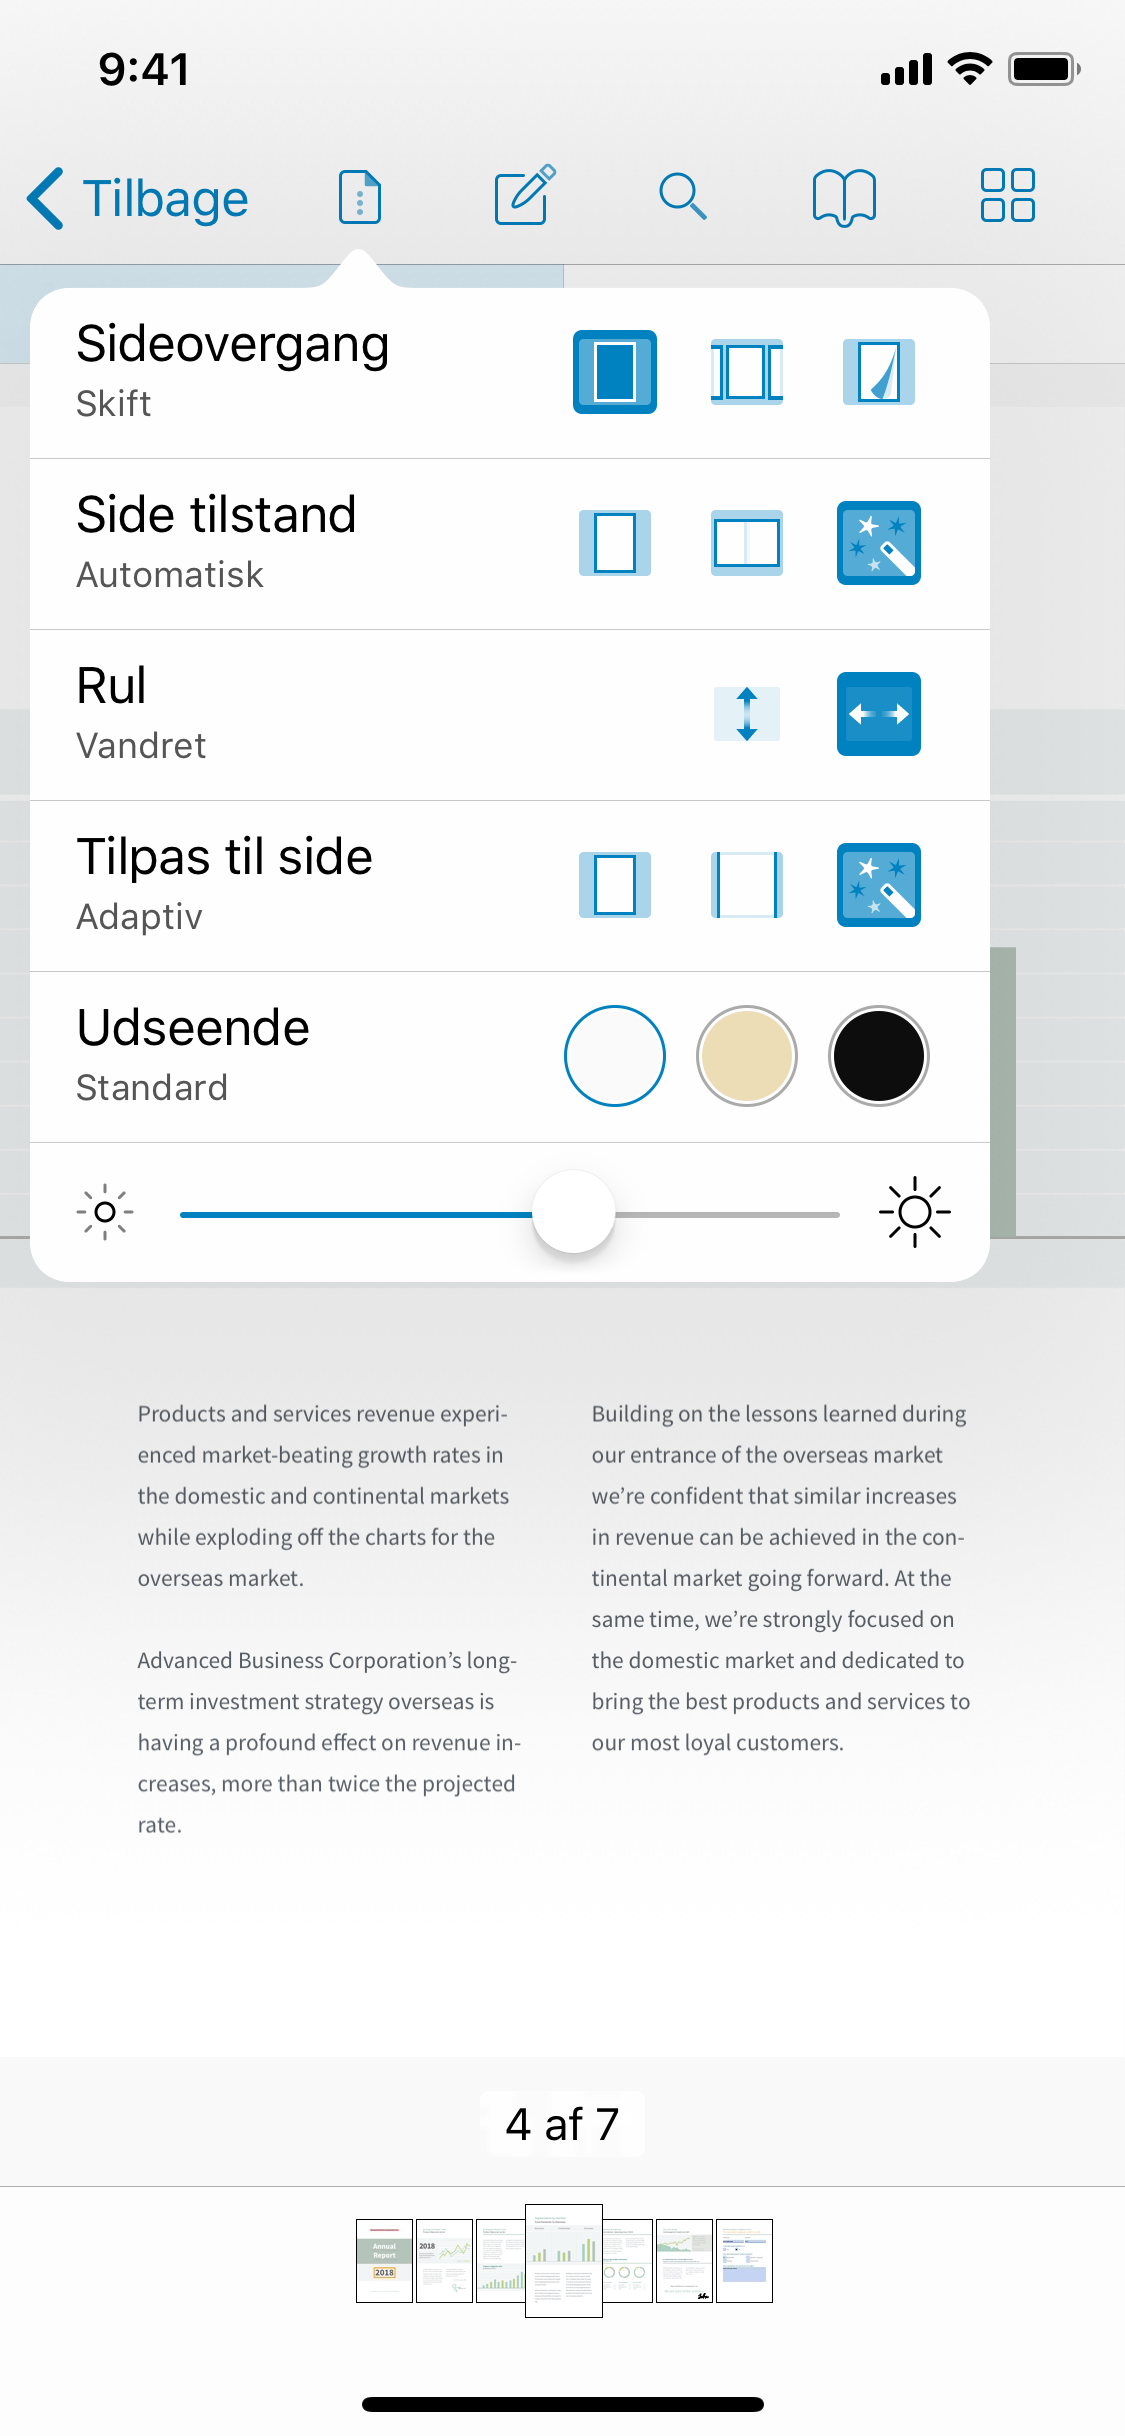 9:41
Tilbage
Sideovergang
Skift
Side tilstand
Automatisk
Rul
Vandret
Tilpas til side
Adaptiv
Udseende
Standard
Products and services revenue experi-
enced market-beating growth rates in
the domestic and continental markets
while exploding off the charts for the
overseas market.
Advanced Business Corporation's long-
term investment strategy overseas is
having a profound effect on revenue in-
creases, more than twice the projected
rate.
Building on the lessons learned during
our entrance of the overseas market
we're confident that similar increases
in revenue can be achieved in the con-
tinental market going forward. At the
same time, we're strongly focused on
the domestic market and dedicated to
bring the best products and services to
our most loyal customers.
4 af 7
Annual
Report
2018
2018